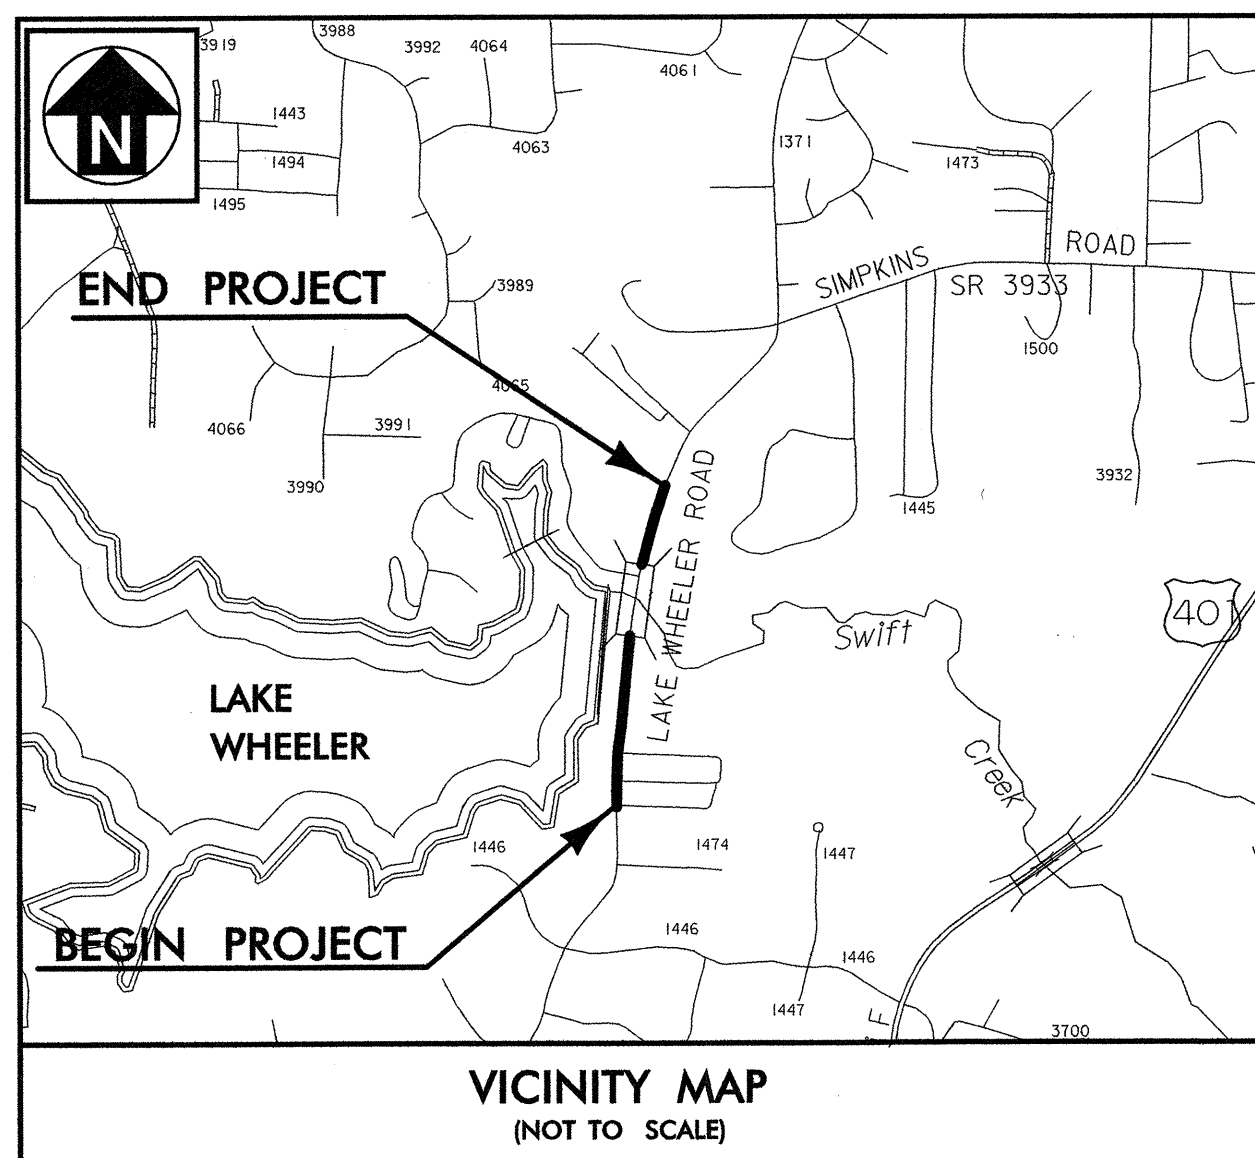 3919
3988
3992
4064
4061
1443
N
1494
1495
4063
1371
1473
ROAD
SIMPKINS
SR 3933
END PROJECT
3989
1500
4065
4066
3991
3990
3932
1445
LAKE WHEELER ROAD
401
Swift
Creek
LAKE
WHEELER
1446
1474
1447
BEGIN PROJECT
1446
1446
1447
3700
VICINITY MAP
(NOT TO SCALE)